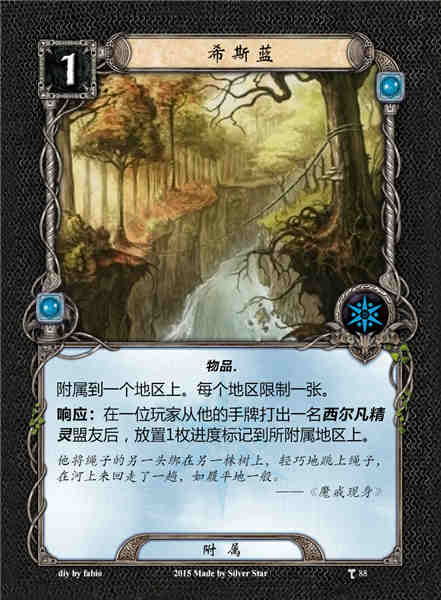 希斯蓝
1
物品.
附属到一个地区上。每个地区限制一张。
响应：在一位玩家从他的手牌打出一名西尔凡精
灵盟友后，放置1枚进度标记到所附属地区上。
他将绳子的另一头绑在另一株树上，轻巧地跳上绳子，
在河上来回走了一趟，如履平地一般。
——《魔戒现身》
附属
diy by fabio
2015 Made by Silver Star
88